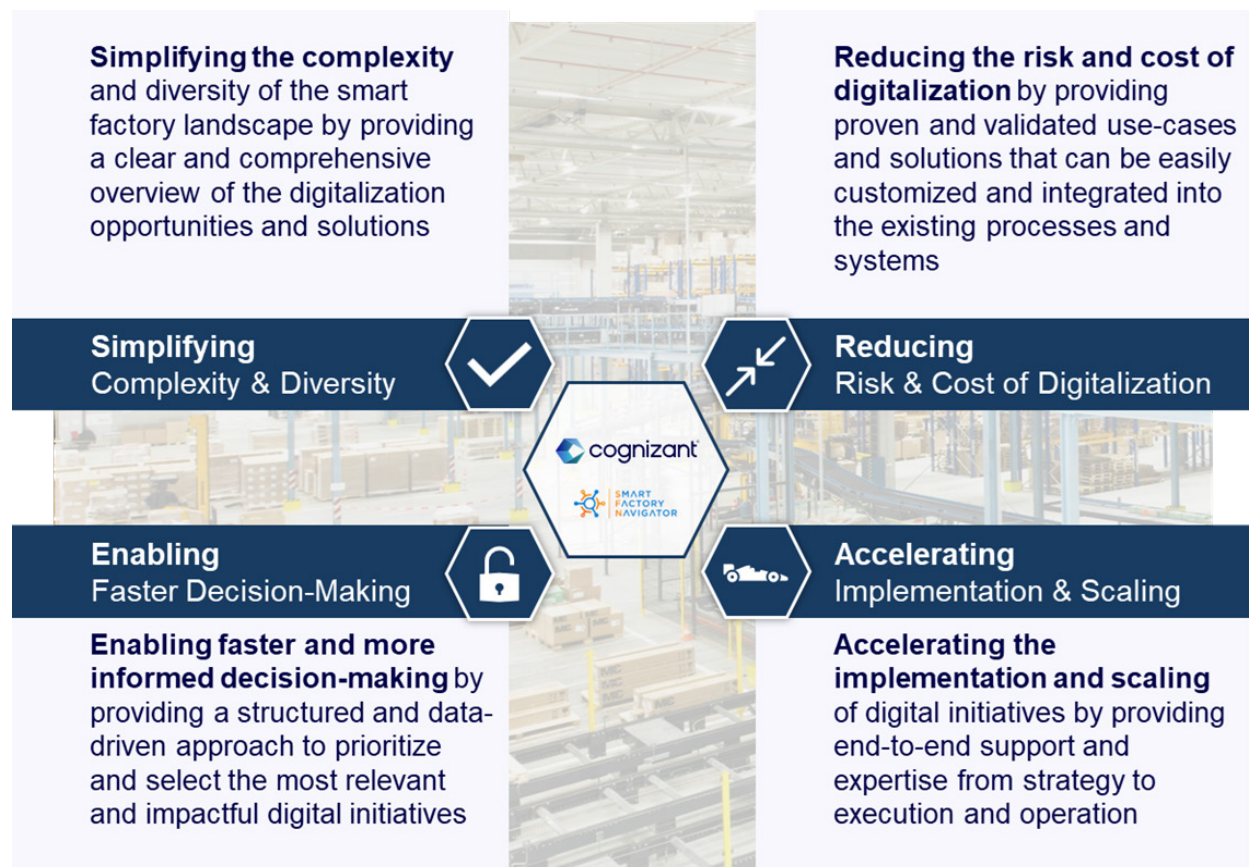 Simplifying the complexity
and diversity of the smart
factory landscape by providing
a clear and comprehensive
overview of the digitalization
opportunities and solutions
Reducing the risk and cost of
digitalization by providing
proven and validated use-cases
and solutions that can be easily
customized and integrated into
the existing processes and
systems
Simplifying
Complexity & Diversity
Reducing
Risk & Cost of Digitalization
cognizant
SMART
FACTORY
NAVIGATOR
Enabling
Faster Decision-Making
Accelerating
Implementation & Scaling
Enabling faster and more
informed decision-making by
providing a structured and data-
driven approach to prioritize
and select the most relevant
and impactful digital initiatives
Accelerating the
implementation and scaling
of digital initiatives by providing
end-to-end support and
expertise from strategy to
execution and operation